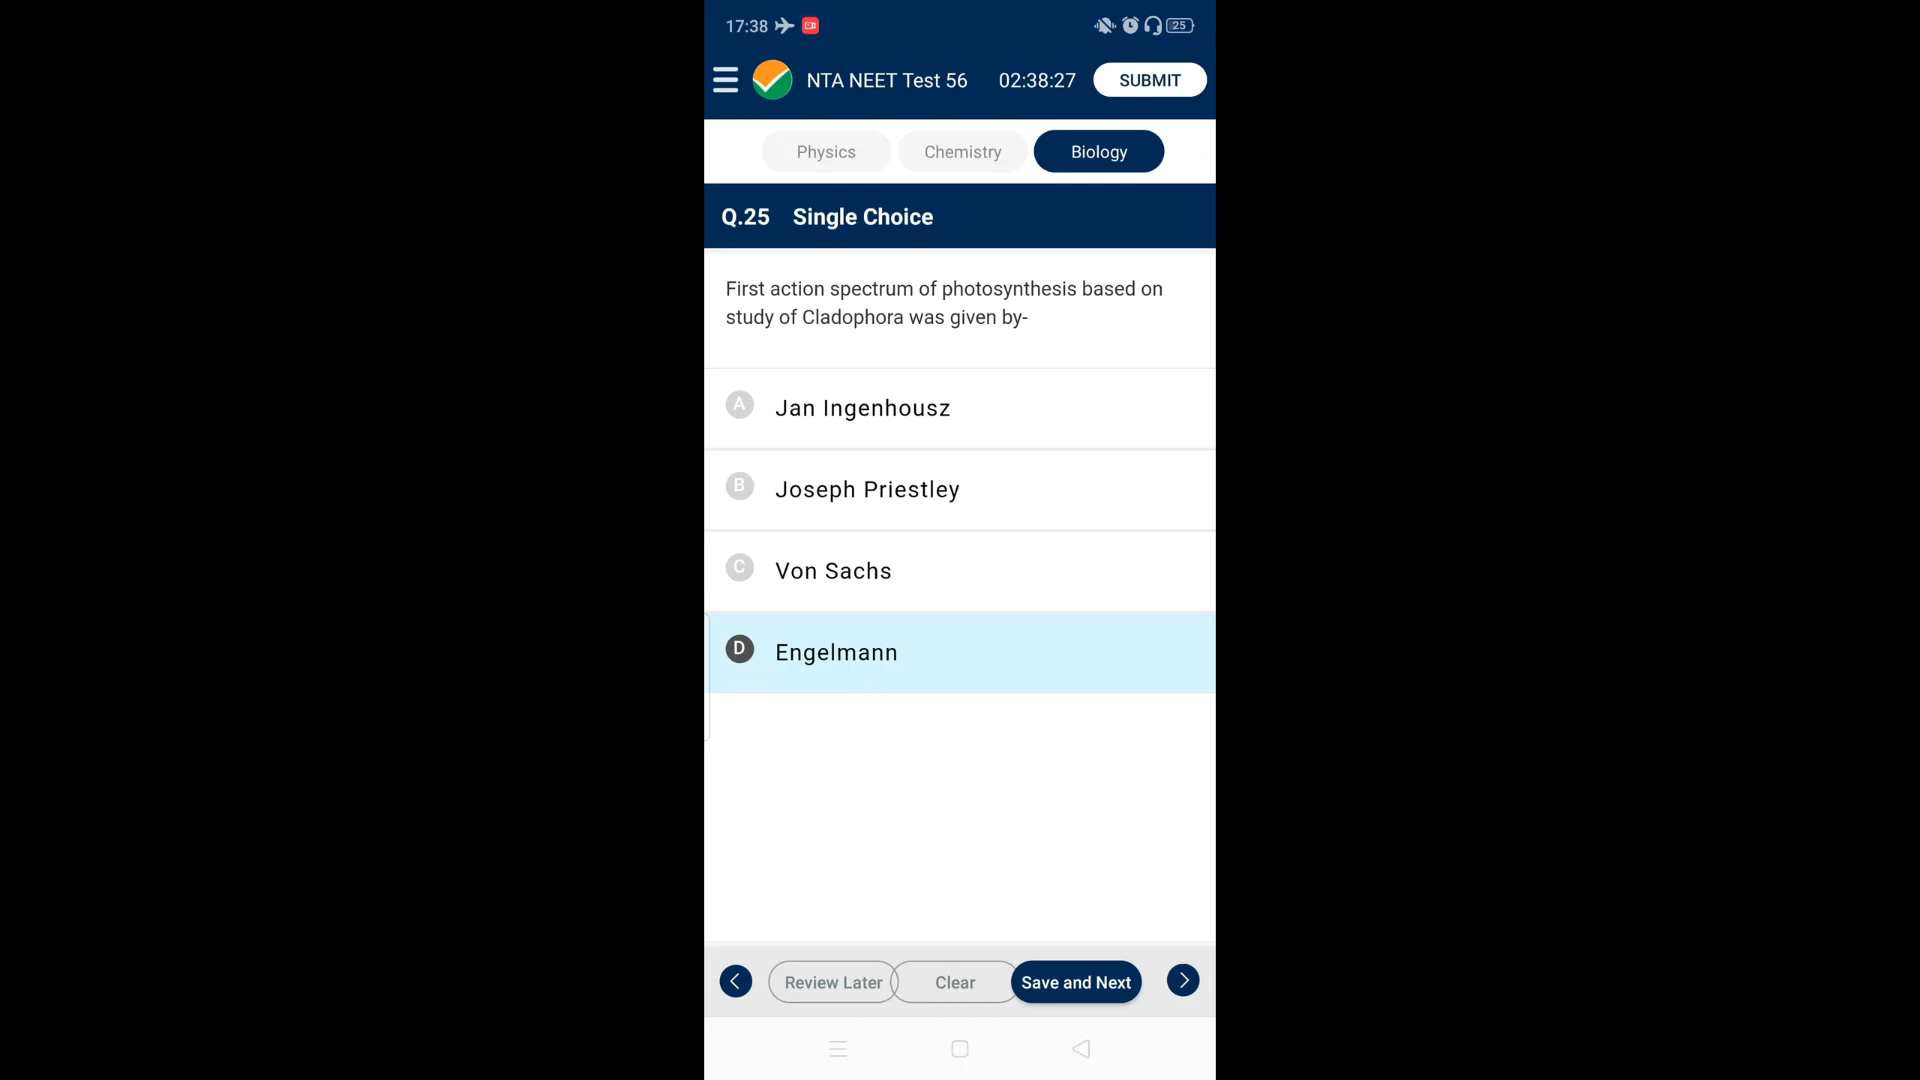 17:38 25
NTA NEET Test 56 02:38:27 SUBMIT
Physics Chemistry Biology
Q.25 Single Choice
First action spectrum of photosynthesis based on
study of Cladophora was given by-
A Jan Ingenhousz
B Joseph Priestley
C Von Sachs
D Engelmann
Review Later Clear Save and Next